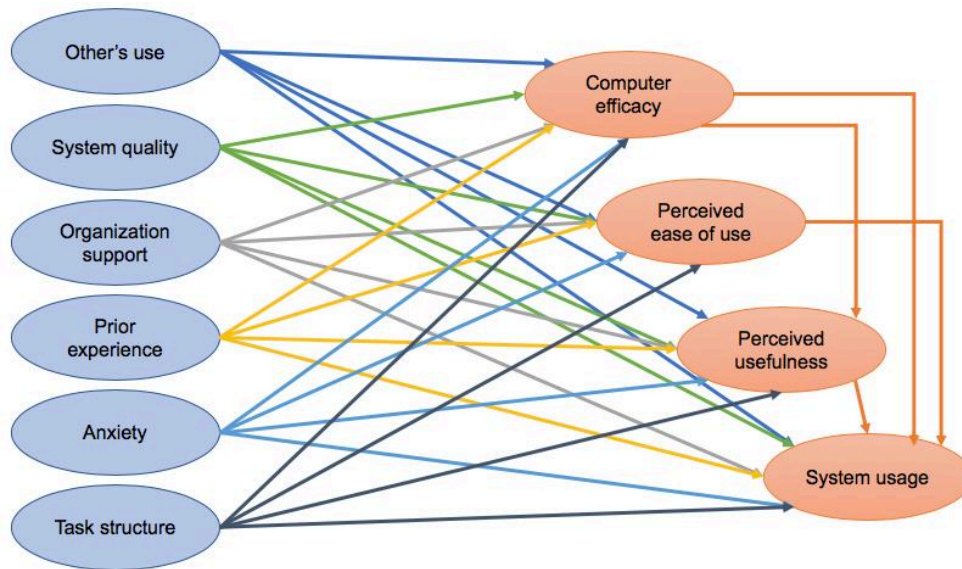 Other's use
System quality
Organization
support
Prior
experience
Anxiety
Task structure
Computer
efficacy
Perceived
ease of use
Perceived
usefulness
System usage